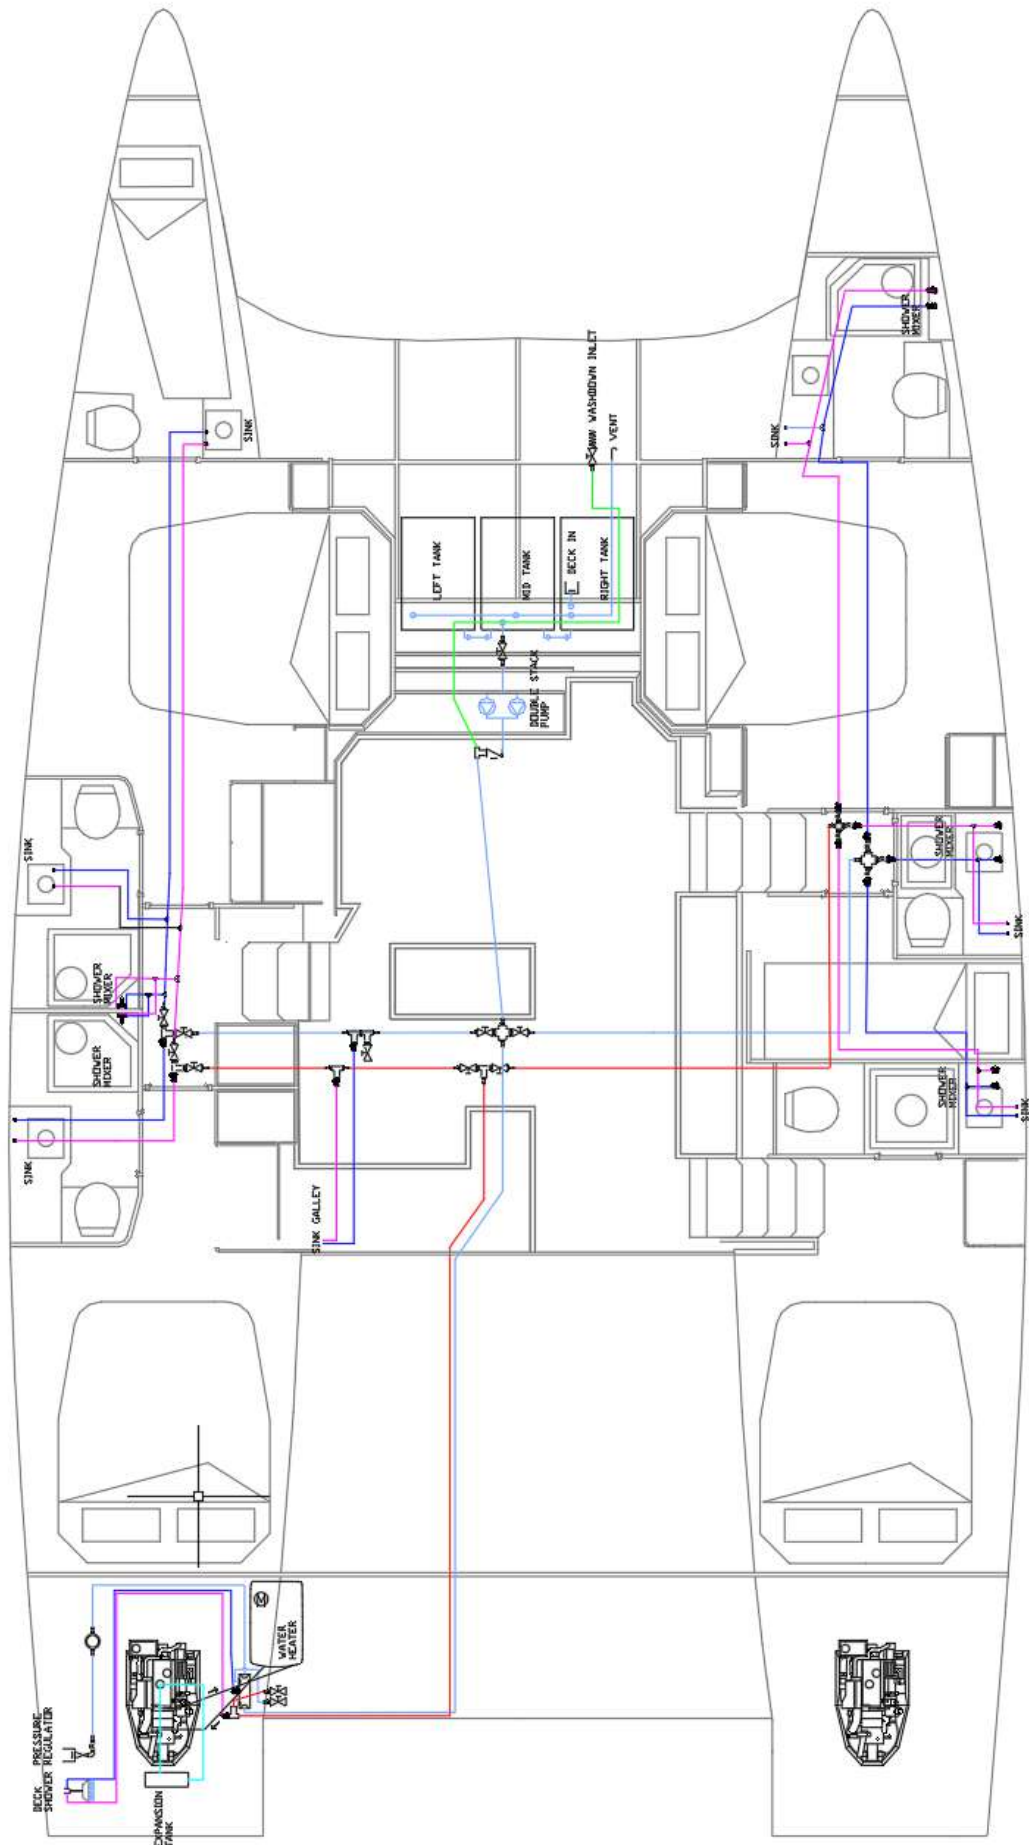 SHOWER
MIXER
WASHDOWN INLET
VENT
SINK
SINK
LEFT TANK
MID TANK
DECK IN
RIGHT TANK
DOUBLE STACK
PUMP
SINK
SHOWER
MIXER
SINK
SHOWER
MIXER
SHOWER
MIXER
SHOWER
MIXER
SINK
SINK
SINK GALLEY
WATER
HEATER
DECK PRESSURE
SHOWER REGULATOR
EXPANSION
TANK